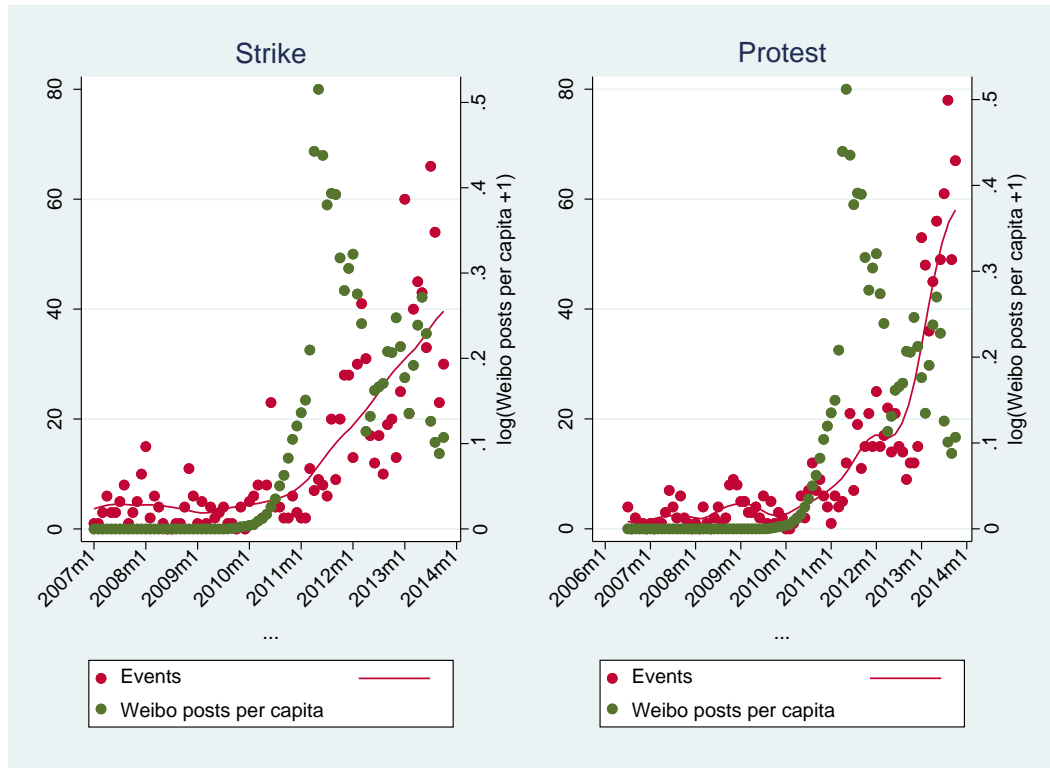 Strike
80
60
40
20
0
.5
.4
.3
.2
.1
0
log(Weibo posts per capita +1)
2007m1
2008m1
2009m1
2010m1
2011m1
2012m1
2013m1
2014m1
...
Events
Weibo posts per capita
Protest
80
60
40
20
0
.5
.4
.3
.2
.1
0
log(Weibo posts per capita +1)
2006m1
2007m1
2008m1
2009m1
2010m1
2011m1
2012m1
2013m1
2014m1
...
Events
Weibo posts per capita